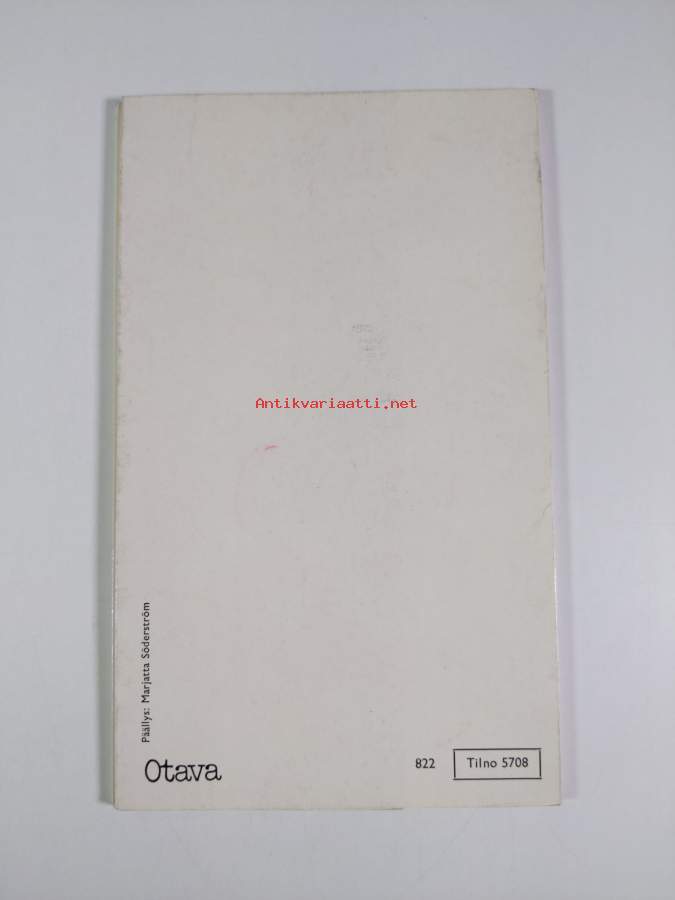 Antikvariaatti.net
Päällys: Marjatta Söderström
Otava
822
Tilno 5708